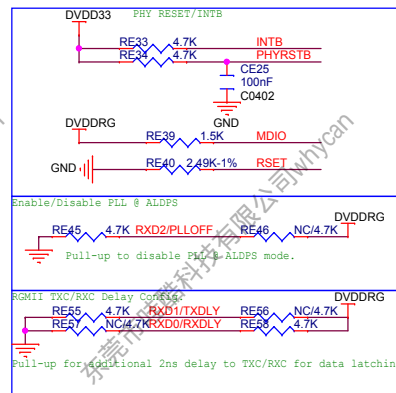 DVDD33 PHY RESET/INTB
RE33 4.7K INTB
RE34 4.7K PHYRSTB
CE25
100nF
C0402
DVDDRG GND
RE39 1.5K MDIO
GND RE40 2.49K-1% RSET
Enable/Disable PLL @ ALDPS
DVDDRG
RE45 4.7K RXD2/PLLOFF RE46 NC/4.7K
Pull-up to disable PLL @ ALDPS mode.
RGMII TXC/RXC Delay Config.
DVDDRG
RE55 4.7K RXD1/TXDLY RE56 NC/4.7K
RE57 NC/4.7K RXD0/RXDLY RE58 4.7K
Pull-up for additional 2ns delay to TXC/RXC for data latchin
东莞市哇酷科技有限公司whycan